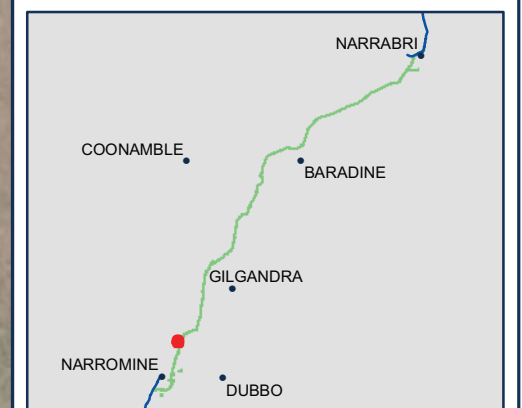 NARRABRI
COONAMBLE
BARADINE
GILGANDRA
NARROMINE
DUBBO